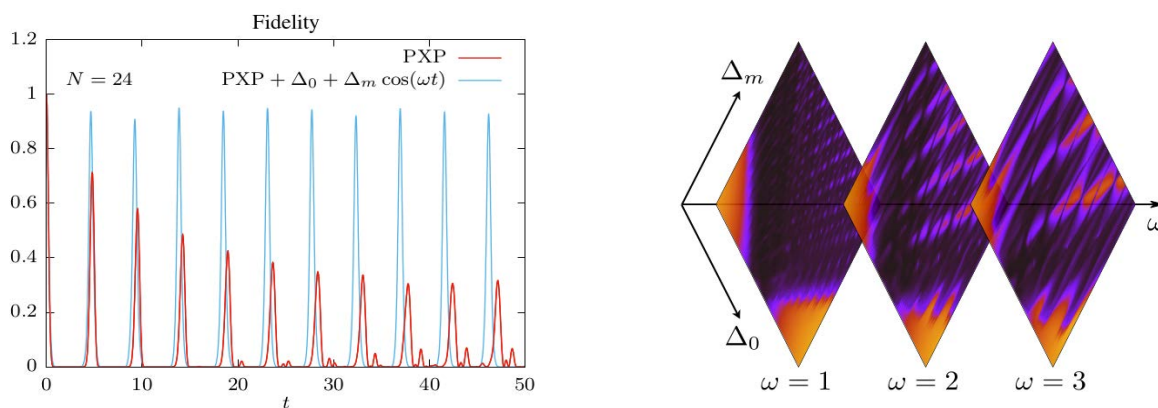 Fidelity
1.2
1
0.8
0.6
0.4
0.2
0
0 10 20 30 40 50
t
N = 24
PXP
PXP + Δ₀ + Δₘ cos(ωt)
Δₘ
Δ₀
ω
ω = 1 ω = 2 ω = 3